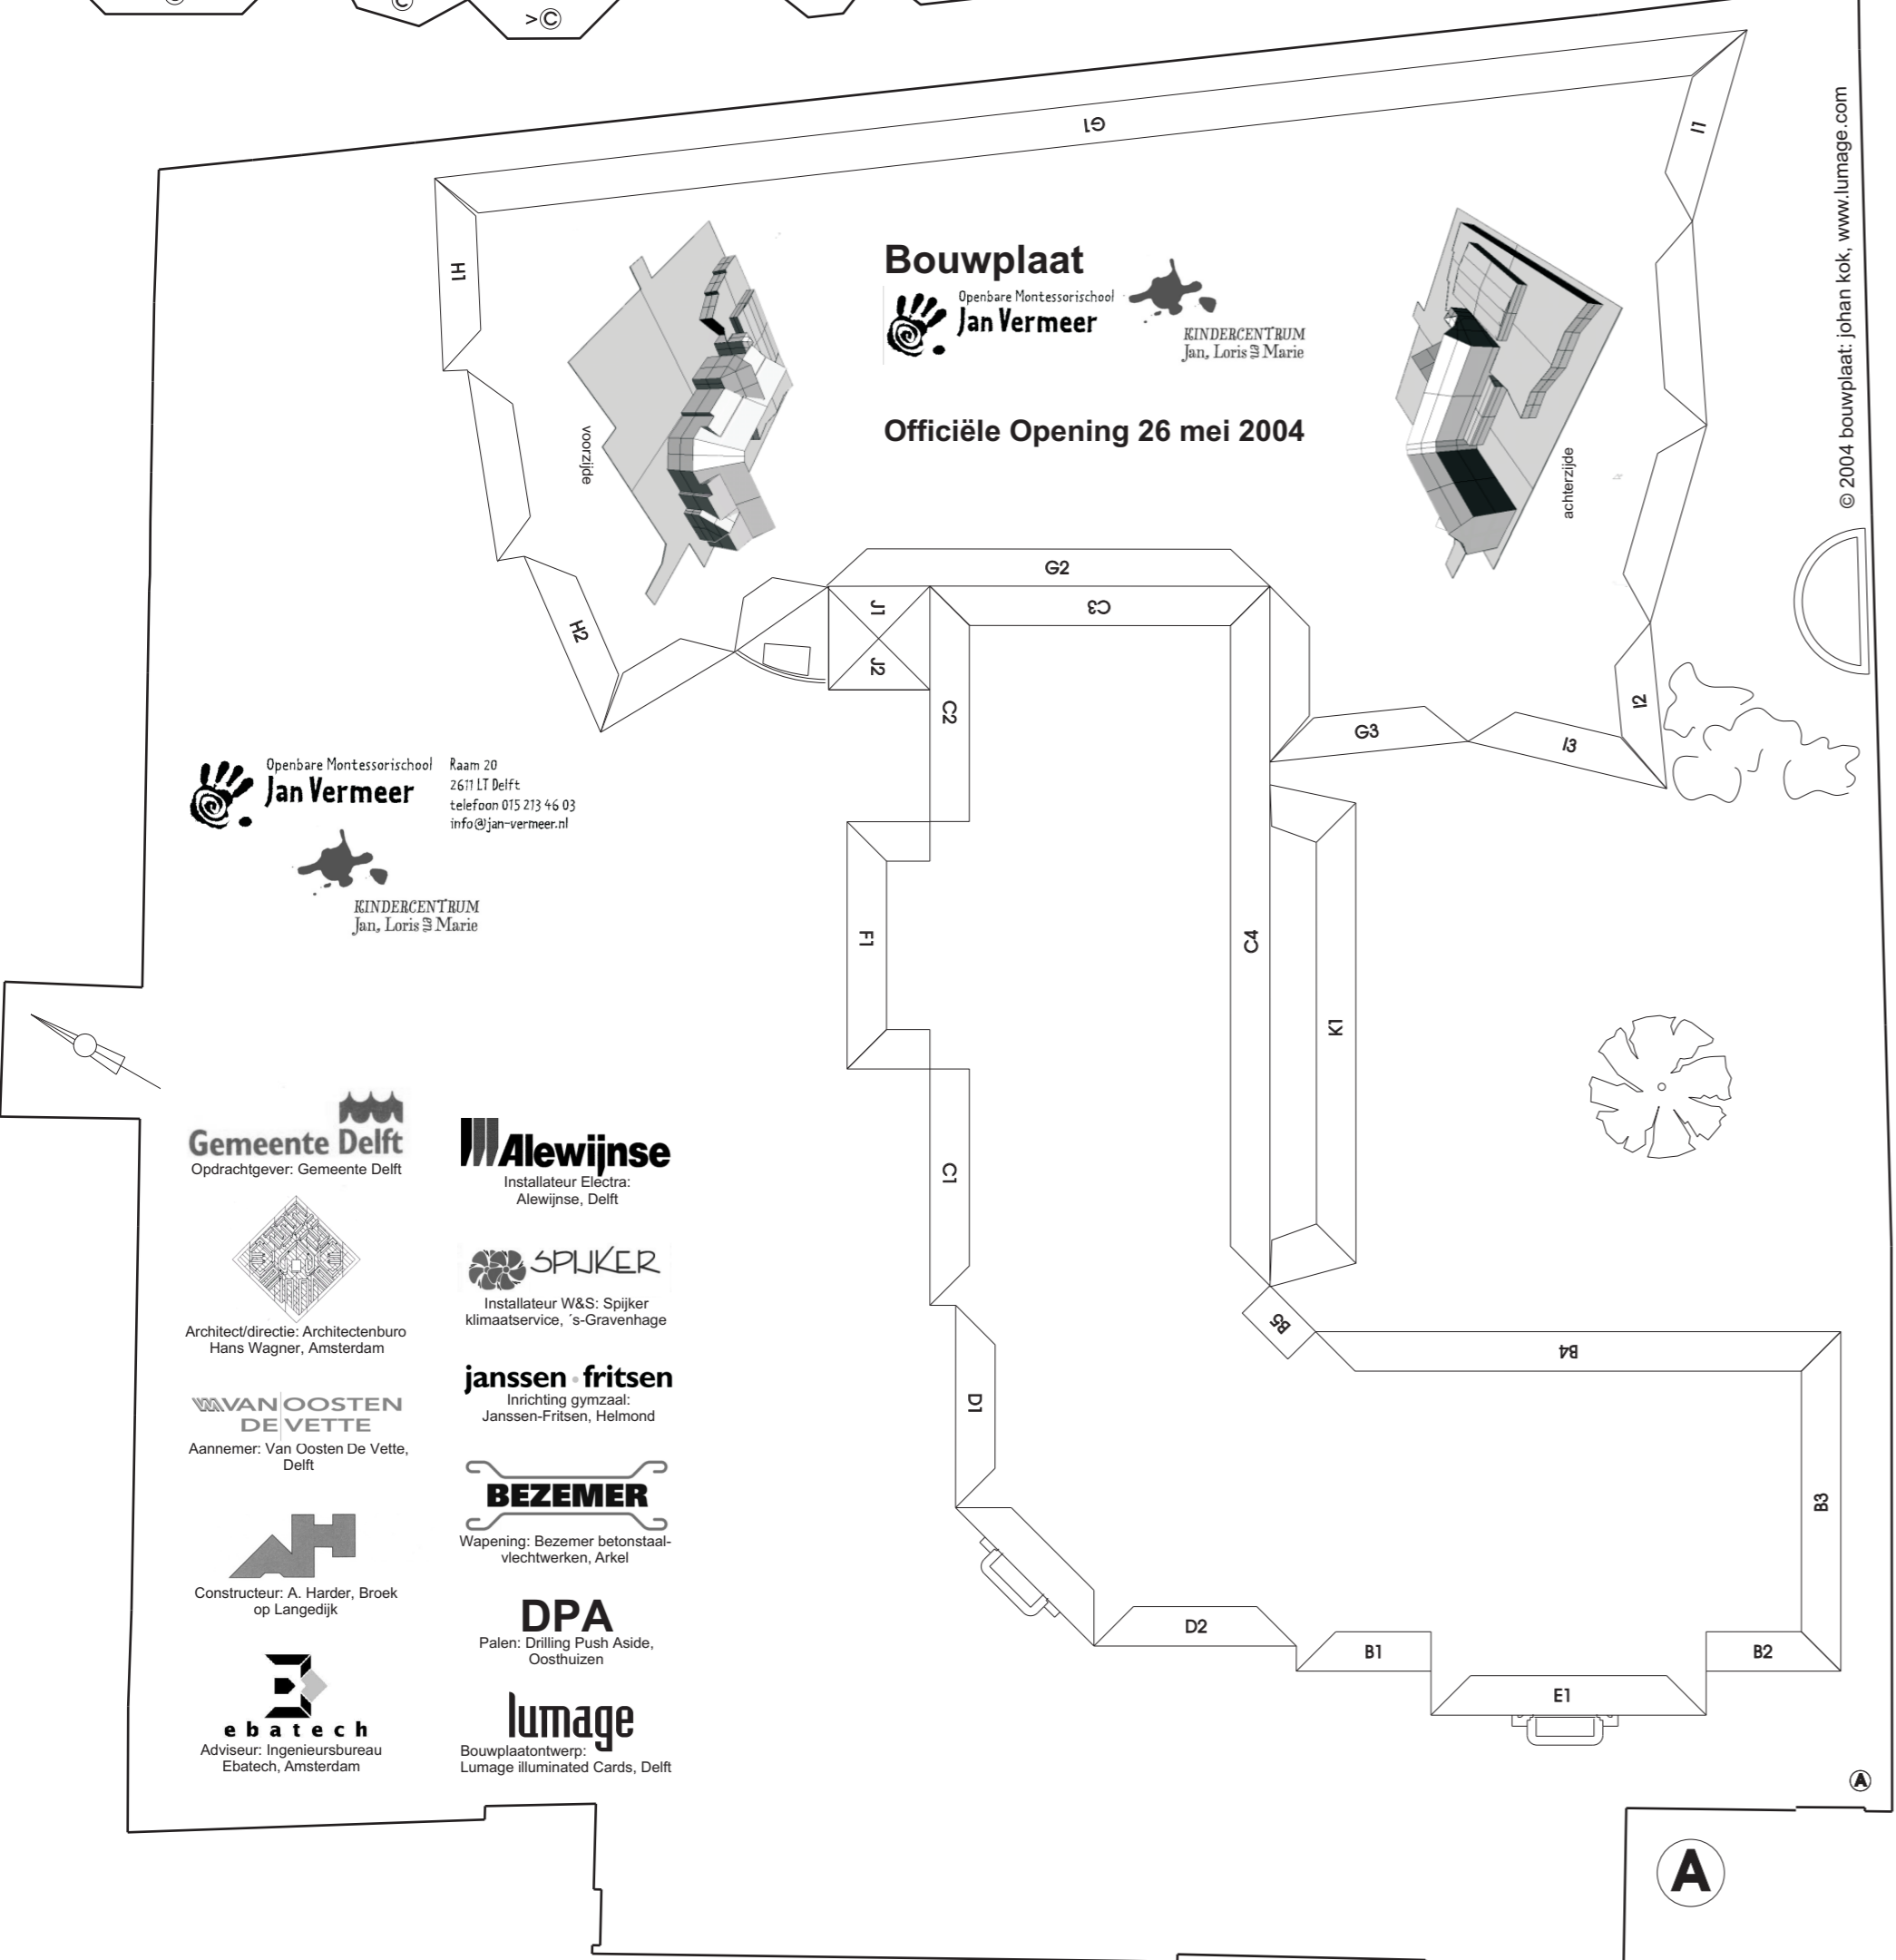 ©
©
>©
G1
I1
H1
Bouwplaat
Openbare Montessorischool
Jan Vermeer
KINDERCENTRUM
Jan, Loris en Marie
Officiële Opening 26 mei 2004
voorzijde
achterzijde
© 2004 bouwplaat: johan kok, www.lumage.com
G2
C3
J1
J2
H2
C2
G3
I3
I2
Openbare Montessorischool
Jan Vermeer
Raam 20
2611 LT Delft
telefoon 015 213 46 03
info@jan-vermeer.nl
KINDERCENTRUM
Jan, Loris en Marie
F1
C4
K1
C1
B5
B4
D1
B3
D2
B1
B2
E1
Gemeente Delft
Opdrachtgever: Gemeente Delft
Architect/directie: Architectenburo
Hans Wagner, Amsterdam
VAN OOSTEN
DE VETTE
Aannemer: Van Oosten De Vette,
Delft
AH
Constructeur: A. Harder, Broek
op Langedijk
ebatech
Adviseur: Ingenieursbureau
Ebatech, Amsterdam
Alewijnse
Installateur Electra:
Alewijnse, Delft
SPIJKER
Installateur W&S: Spijker
klimaatservice, ´s-Gravenhage
janssen fritsen
Inrichting gymzaal:
Janssen-Fritsen, Helmond
BEZEMER
Wapening: Bezemer betonstaal-
vlechtwerken, Arkel
DPA
Palen: Drilling Push Aside,
Oosthuizen
lumage
Bouwplaatontwerp:
Lumage illuminated Cards, Delft
A
A